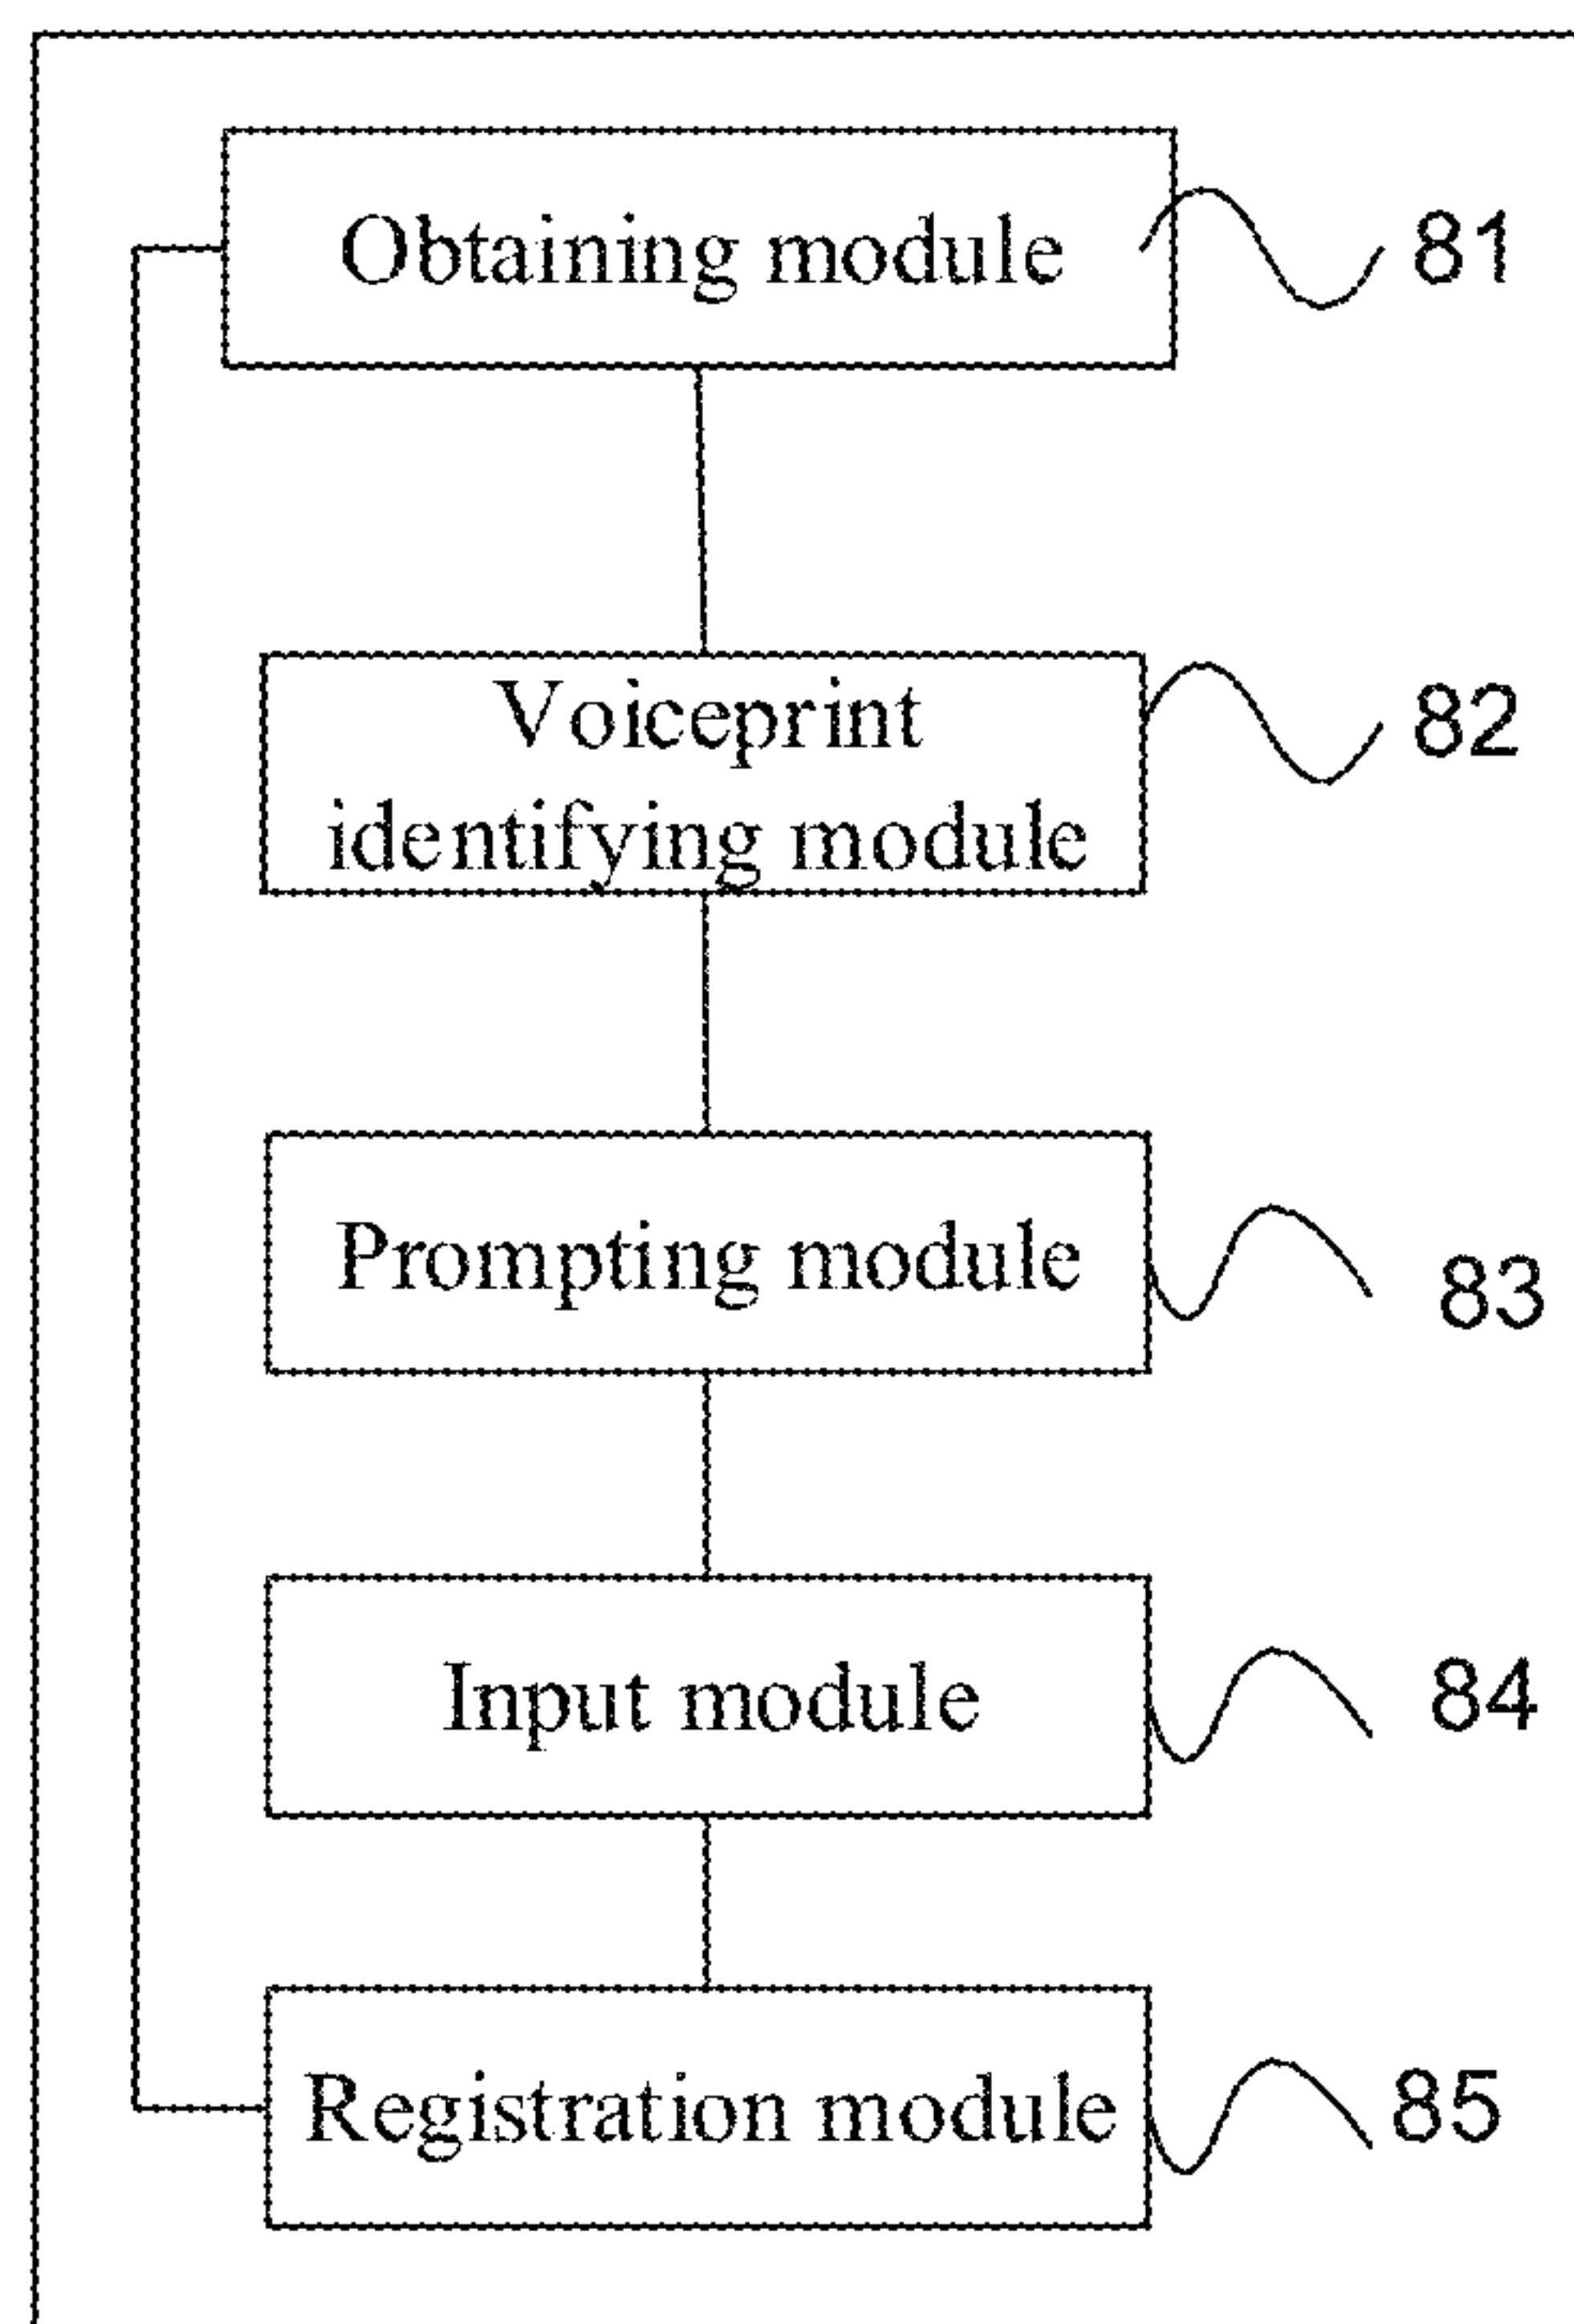 Obtaining module
81
Voiceprint
identifying module
82
Prompting module
83
Input module
84
Registration module
85